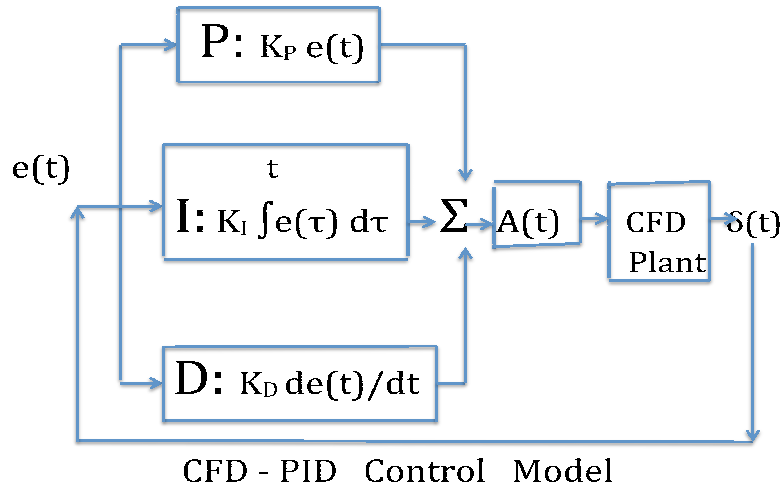 P: KP e(t)
e(t)
t
I: KI ∫e(τ) dτ
Σ
A(t)
CFD
Plant
δ(t)
D: KD de(t)/dt
CFD - PID Control Model